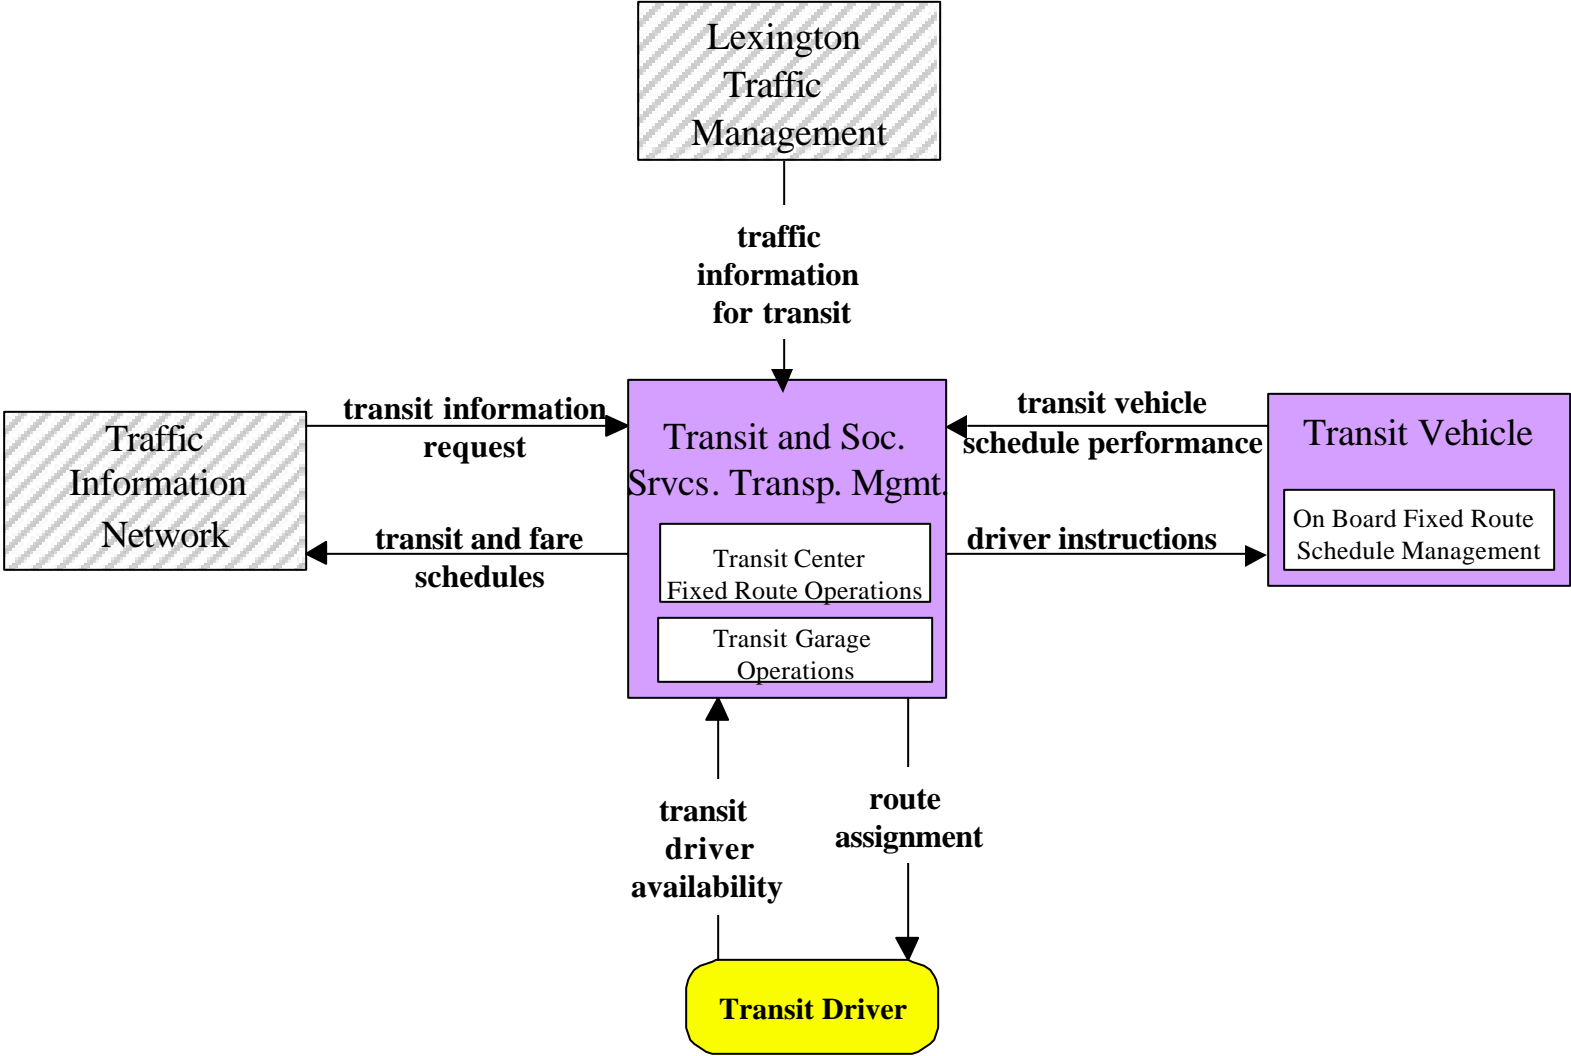 Lexington
Traffic
Management
traffic
information
for transit
transit information
request
Traffic
Information
Network
transit and fare
schedules
Transit and Soc.
Srvcs. Transp. Mgmt.
Transit Center
Fixed Route Operations
Transit Garage
Operations
transit vehicle
schedule performance
driver instructions
Transit Vehicle
On Board Fixed Route
Schedule Management
transit
driver
availability
route
assignment
Transit Driver